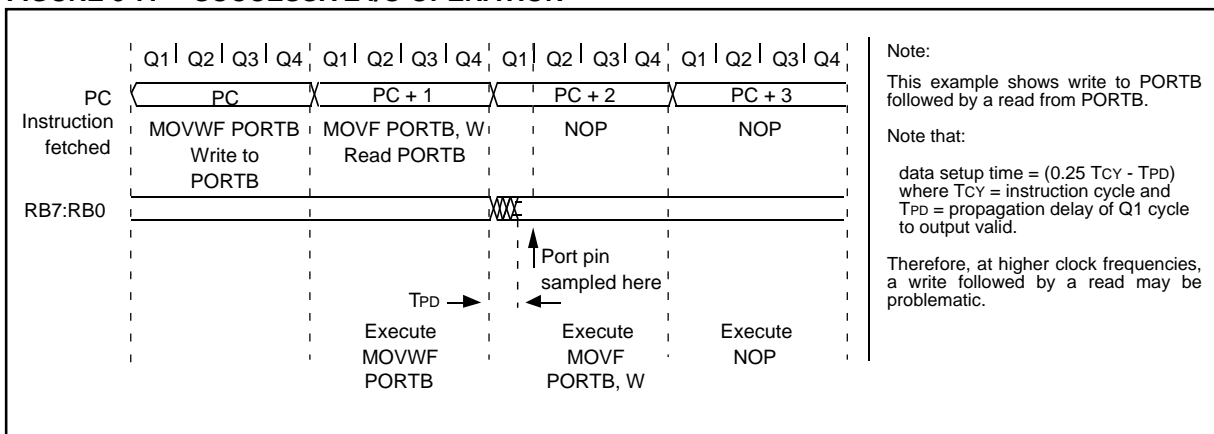 Q1 Q2 Q3 Q4 Q1 Q2 Q3 Q4 Q1 Q2 Q3 Q4 Q1 Q2 Q3 Q4
PC PC PC + 1 PC + 2 PC + 3
Instruction fetched
MOVWF PORTB
Write to
PORTB
MOVF PORTB, W
Read PORTB
NOP
NOP
RB7:RB0
Port pin
sampled here
TPD
Execute
MOVWF
PORTB
Execute
MOVF
PORTB, W
Execute
NOP
Note:
This example shows write to PORTB
followed by a read from PORTB.
Note that:
data setup time = (0.25 TCY - TPD)
where TCY = instruction cycle and
TPD = propagation delay of Q1 cycle
to output valid.
Therefore, at higher clock frequencies,
a write followed by a read may be
problematic.